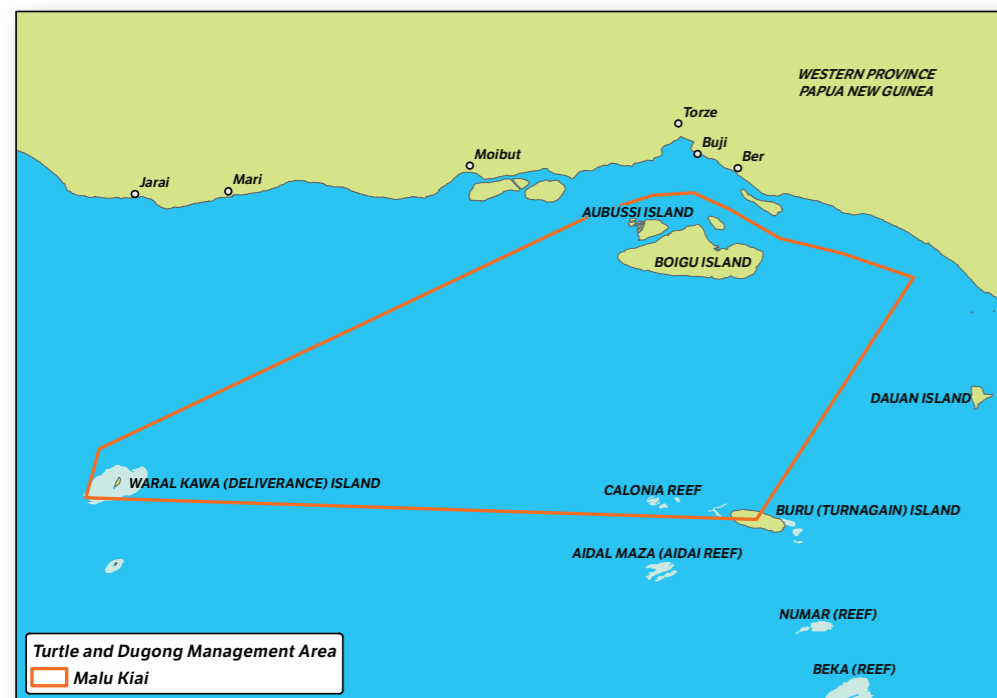 WESTERN PROVINCE
PAPUA NEW GUINEA
Torze
Buji
Ber
Moibut
Mari
Jarai
AUBUSSI ISLAND
BOIGU ISLAND
DAUAN ISLAND
WARAL KAWA (DELIVERANCE) ISLAND
CALONIA REEF
BURU (TURNAGAIN) ISLAND
AIDAL MAZA (AIDAI REEF)
NUMAR (REEF)
BEKA (REEF)
Turtle and Dugong Management Area
Malu Kiai